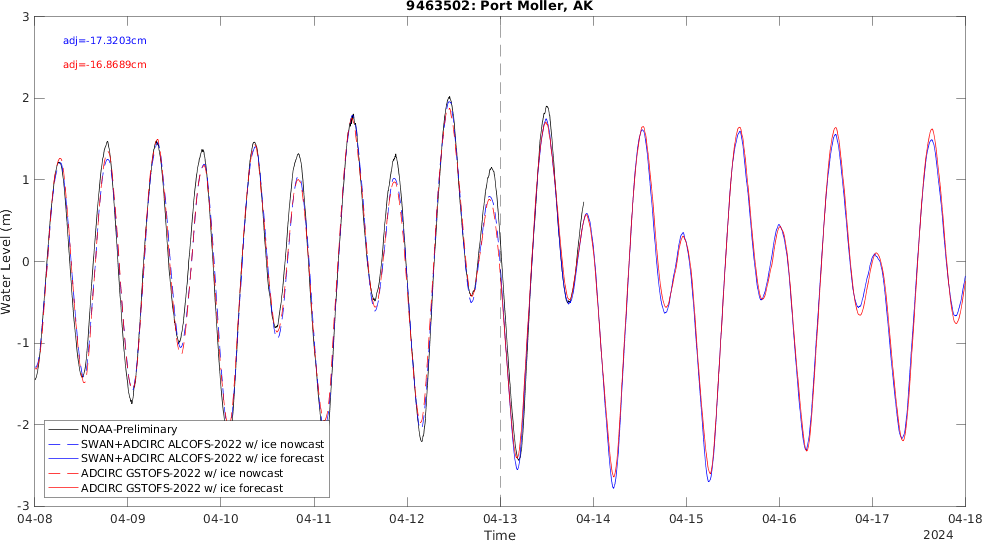 9463502: Port Moller, AK
adj=-17.3203cm
adj=-16.8689cm
Water Level (m)
3
2
1
0
-1
-2
-3
NOAA-Preliminary
SWAN+ADCIRC ALCOFS-2022 w/ ice nowcast
SWAN+ADCIRC ALCOFS-2022 w/ ice forecast
ADCIRC GSTOFS-2022 w/ ice nowcast
ADCIRC GSTOFS-2022 w/ ice forecast
04-08 04-09 04-10 04-11 04-12 04-13 04-14 04-15 04-16 04-17 04-18
Time
2024